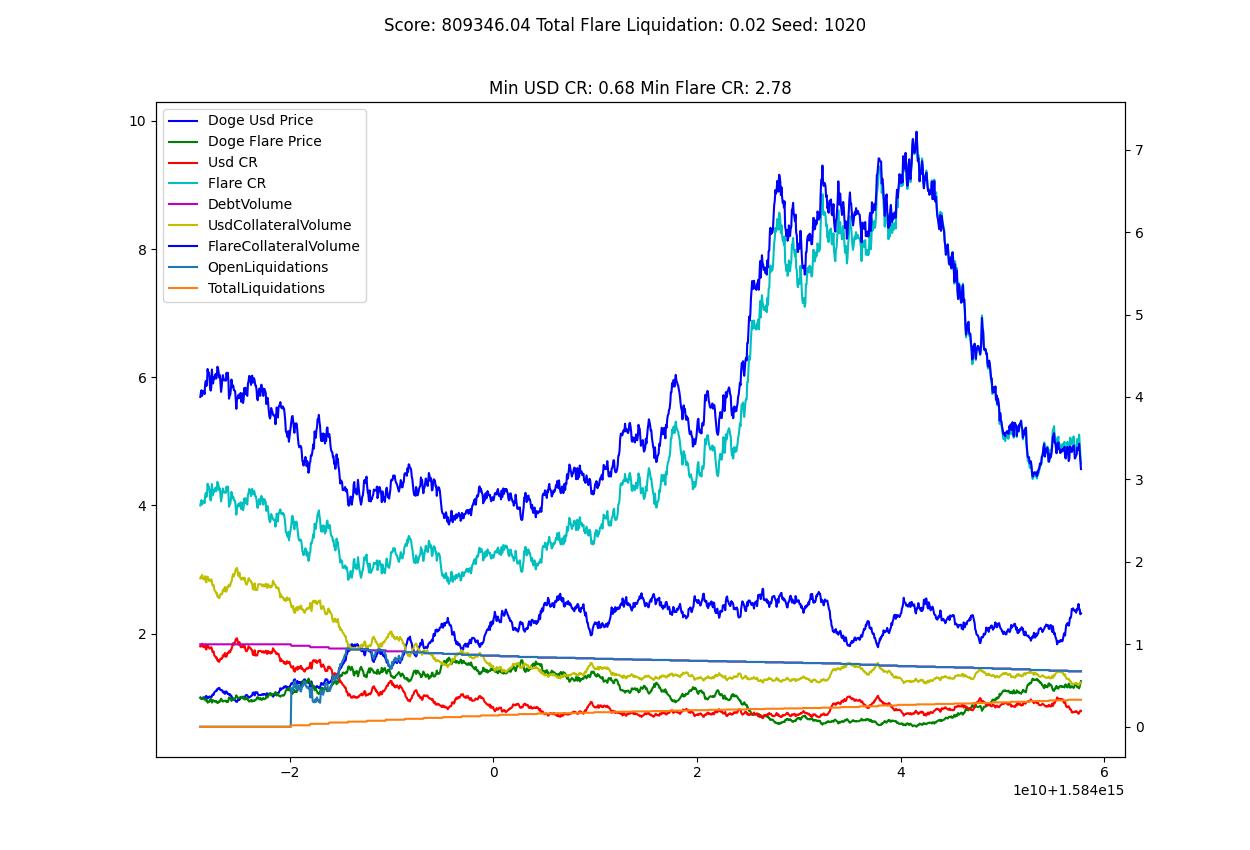 Score: 809346.04 Total Flare Liquidation: 0.02 Seed: 1020
Min USD CR: 0.68 Min Flare CR: 2.78
Doge Usd Price
Doge Flare Price
Usd CR
Flare CR
DebtVolume
UsdCollateralVolume
FlareCollateralVolume
OpenLiquidations
TotalLiquidations
10
8
6
4
2
7
6
5
4
3
2
1
0
−2 0 2 4 6
1e10+1.584e15